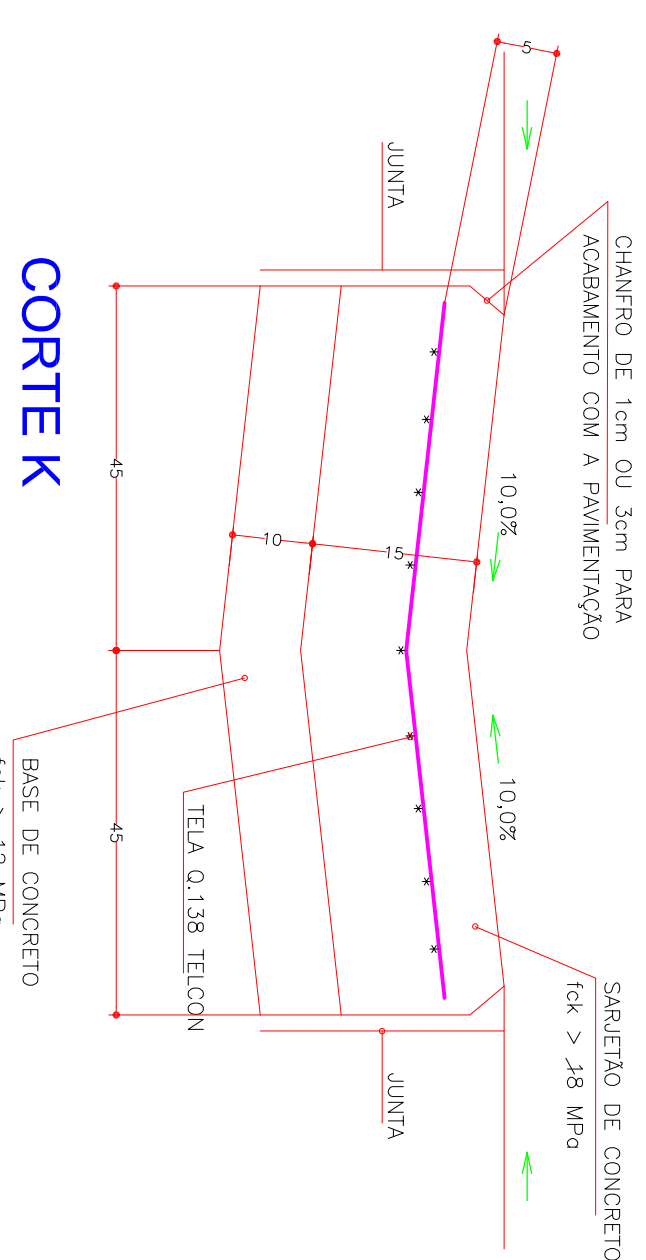 5
CHANFRO DE 1cm OU 3cm PARA
ACABAMENTO COM A PAVIMENTAÇÃO
SARJETÃO DE CONCRETO
fck > 18 MPa
10,0%
10,0%
JUNTA
JUNTA
15
10
TELA Q.138 TELCON
45
45
BASE DE CONCRETO
CORTE K